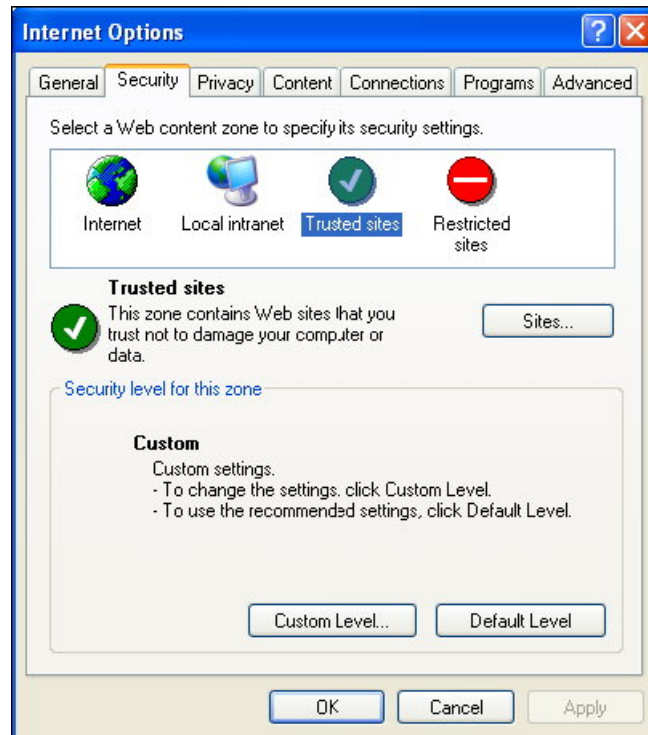 Internet Options
General Security Privacy Content Connections Programs Advanced
Select a Web content zone to specify its security settings.
Internet Local intranet Trusted sites Restricted
sites
Trusted sites
This zone contains Web sites that you
trust not to damage your computer or
data.
Sites...
Security level for this zone
Custom
Custom settings.
- To change the settings, click Custom Level.
- To use the recommended settings, click Default Level.
Custom Level... Default Level
OK Cancel Apply